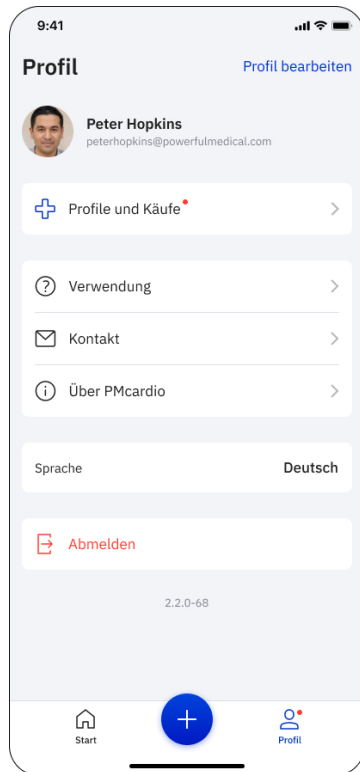 9:41
Profil
Profil bearbeiten
Peter Hopkins
peterhopkins@powerfulmedical.com
Profile und Käufe
Verwendung
Kontakt
Über PMcardio
Sprache
Deutsch
Abmelden
2.2.0-68
Start
Profil